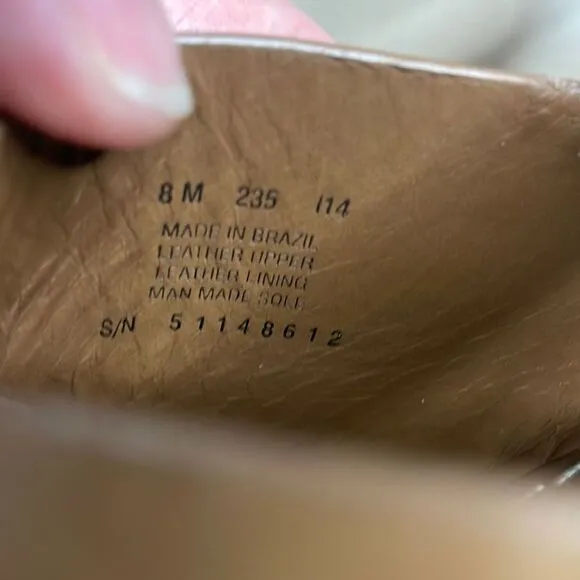 8 M 235 I14
MADE IN BRAZIL
LEATHER UPPER
LEATHER LINING
MAN MADE SOLE
S/N 51148612